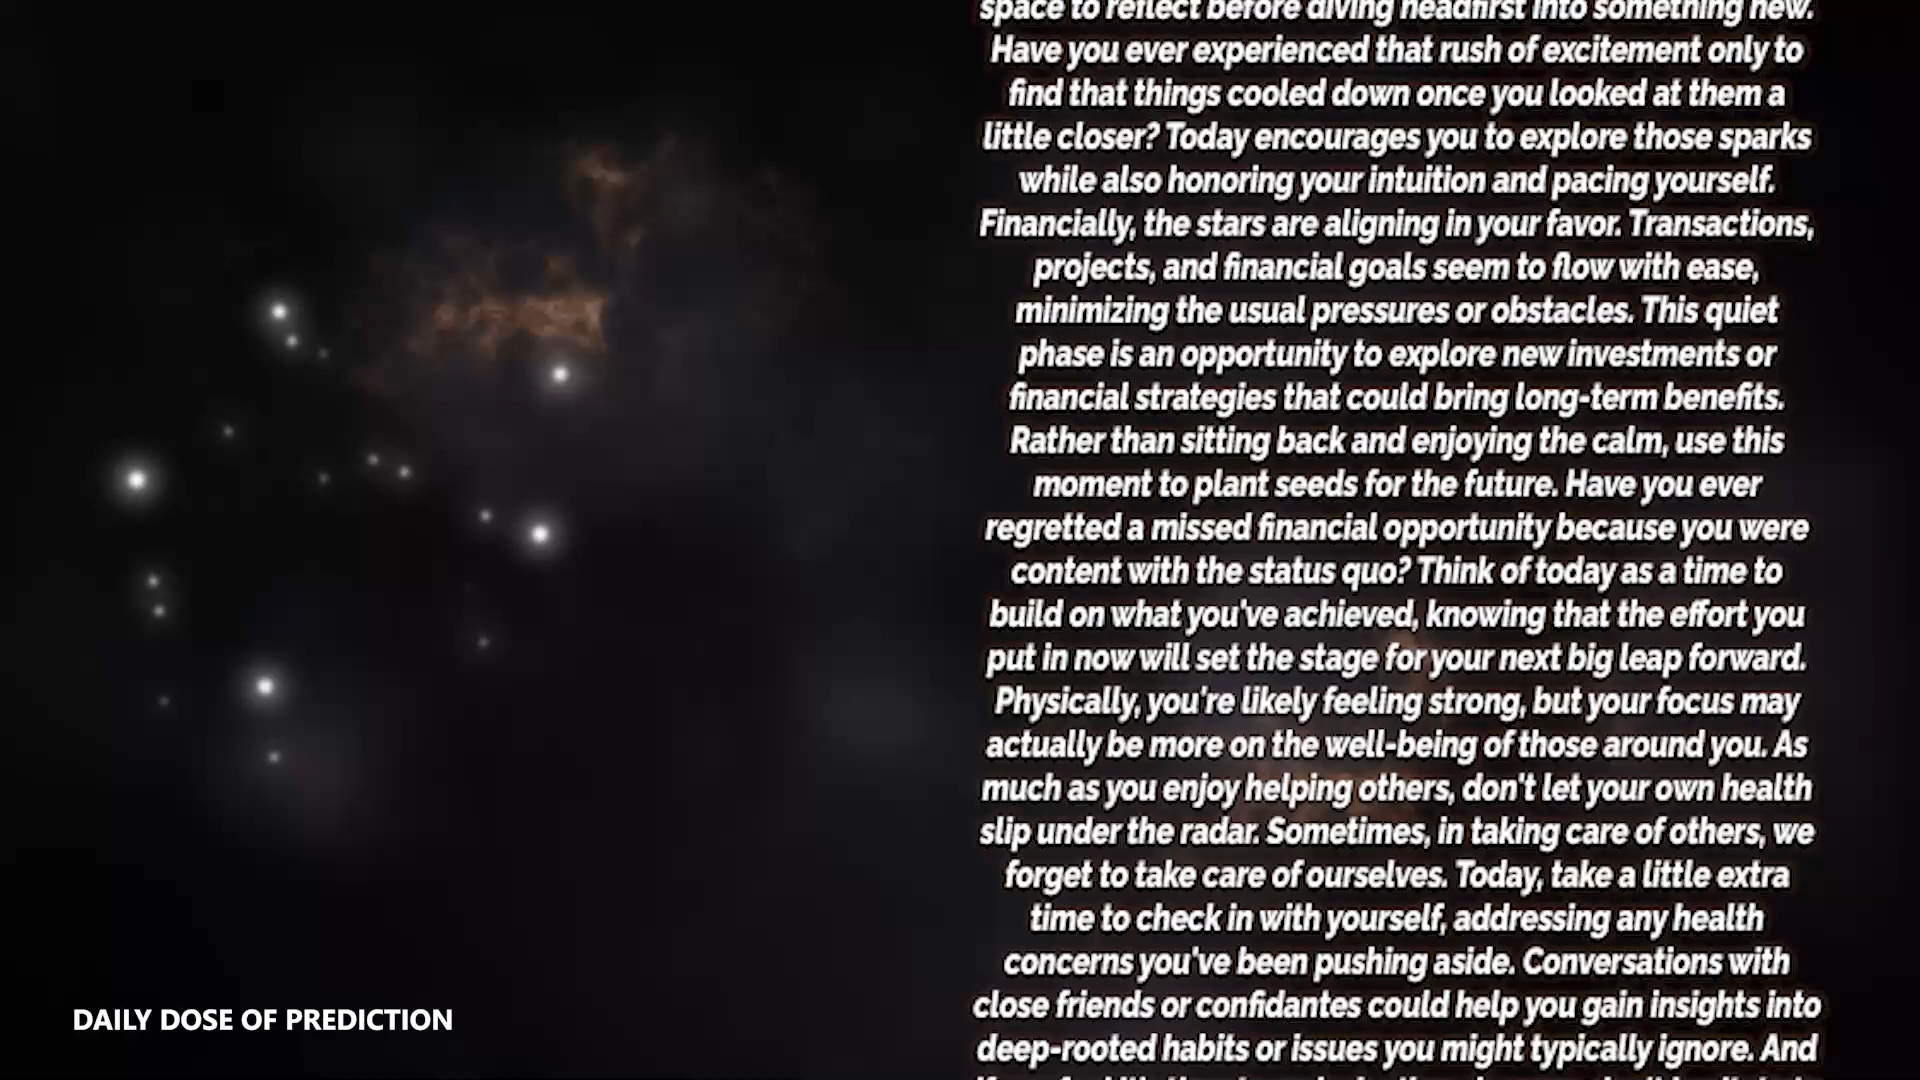 space to reflect before diving headfirst into something new.
Have you ever experienced that rush of excitement only to
find that things cooled down once you looked at them a
little closer? Today encourages you to explore those sparks
while also honoring your intuition and pacing yourself.
Financially, the stars are aligning in your favor. Transactions,
projects, and financial goals seem to flow with ease,
minimizing the usual pressures or obstacles. This quiet
phase is an opportunity to explore new investments or
financial strategies that could bring long-term benefits.
Rather than sitting back and enjoying the calm, use this
moment to plant seeds for the future. Have you ever
regretted a missed financial opportunity because you were
content with the status quo? Think of today as a time to
build on what you've achieved, knowing that the effort you
put in now will set the stage for your next big leap forward.
Physically, you're likely feeling strong, but your focus may
actually be more on the well-being of those around you. As
much as you enjoy helping others, don't let your own health
slip under the radar. Sometimes, in taking care of others, we
forget to take care of ourselves. Today, take a little extra
time to check in with yourself, addressing any health
concerns you've been pushing aside. Conversations with
close friends or confidantes could help you gain insights into
deep-rooted habits or issues you might typically ignore. And
DAILY DOSE OF PREDICTION